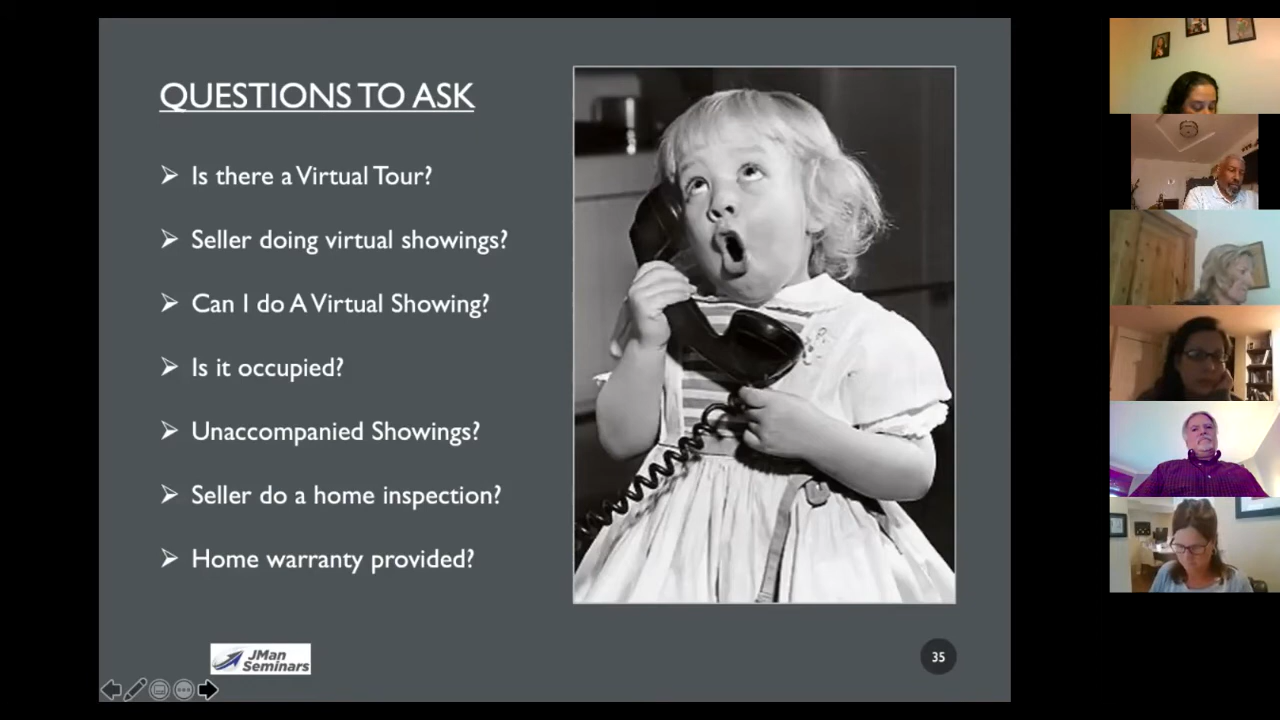 QUESTIONS TO ASK
Is there a Virtual Tour?
Seller doing virtual showings?
Can I do A Virtual Showing?
Is it occupied?
Unaccompanied Showings?
Seller do a home inspection?
Home warranty provided?
JMan
Seminars
35